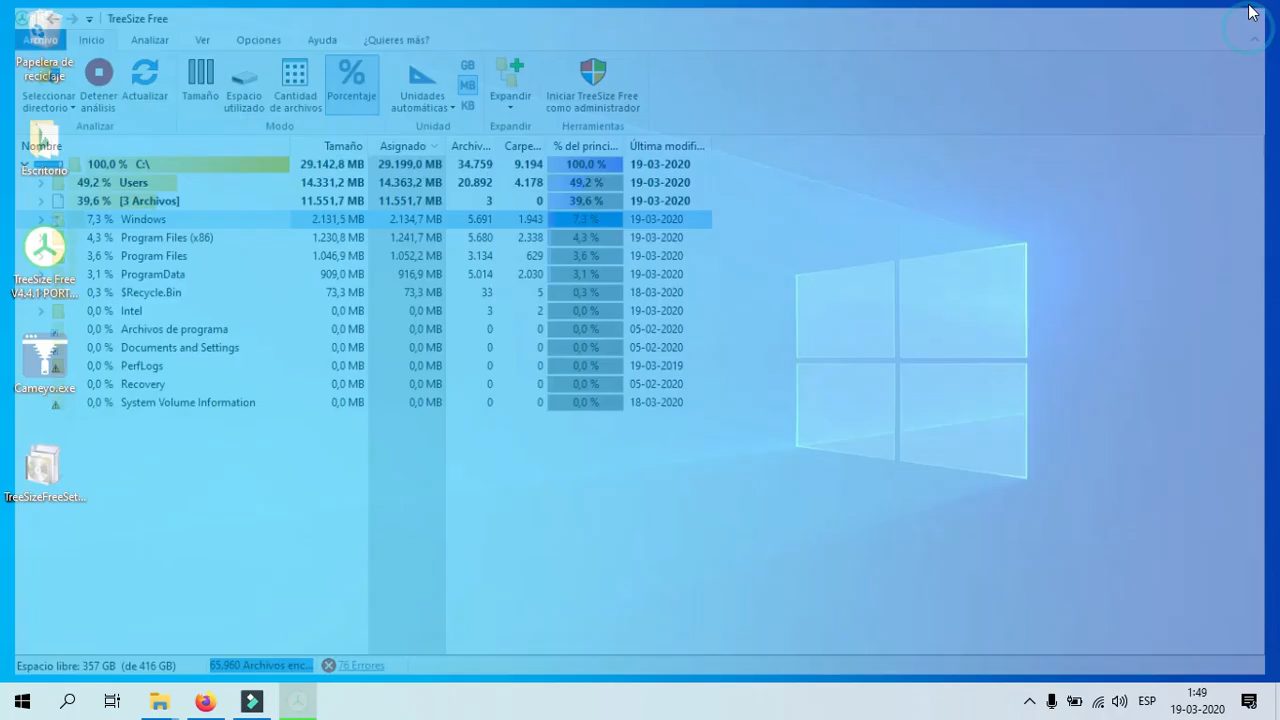 TreeSize Free
Archivo Inicio Analizar Ver Opciones Ayuda ¿Quieres más?
Papelera de reciclaje
Seleccionar directorio Detener análisis Actualizar Tamaño Espacio utilizado Cantidad de archivos % Porcentaje Unidades automáticas GB MB KB Expandir Iniciar TreeSize Free como administrador
Analizar Modo Unidad Expandir Herramientas
Nombre Tamaño Asignado Archiv... Carpe... % del princi... Última modifi...
100,0 % C:\ 29.142,8 MB 29.199,0 MB 34.759 9.194 100,0 % 19-03-2020
Escritorio
49,2 % Users 14.331,2 MB 14.363,2 MB 20.892 4.178 49,2 % 19-03-2020
39,6 % [3 Archivos] 11.551,7 MB 11.551,7 MB 3 0 39,6 % 19-03-2020
7,3 % Windows 2.131,5 MB 2.134,7 MB 5.691 1.943 7,3 % 19-03-2020
4,3 % Program Files (x86) 1.230,8 MB 1.241,7 MB 5.680 2.338 4,3 % 19-03-2020
3,6 % Program Files 1.046,9 MB 1.052,2 MB 3.134 629 3,6 % 19-03-2020
3,1 % ProgramData 909,0 MB 916,9 MB 5.014 2.030 3,1 % 19-03-2020
TreeSize Free
V4.4.1 PORT...
0,3 % $Recycle.Bin 73,3 MB 73,3 MB 33 5 0,3 % 18-03-2020
0,0 % Intel 0,0 MB 0,0 MB 3 2 0,0 % 19-03-2020
0,0 % Archivos de programa 0,0 MB 0,0 MB 0 0 0,0 % 05-02-2020
0,0 % Documents and Settings 0,0 MB 0,0 MB 0 0 0,0 % 05-02-2020
0,0 % PerfLogs 0,0 MB 0,0 MB 0 0 0,0 % 19-03-2019
0,0 % Recovery 0,0 MB 0,0 MB 0 0 0,0 % 05-02-2020
Cameyo.exe
0,0 % System Volume Information 0,0 MB 0,0 MB 0 0 0,0 % 18-03-2020
TreeSizeFreeSet...
Espacio libre: 357 GB (de 416 GB) 65.960 Archivos enc... 76 Errores
ESP 1:49
19-03-2020